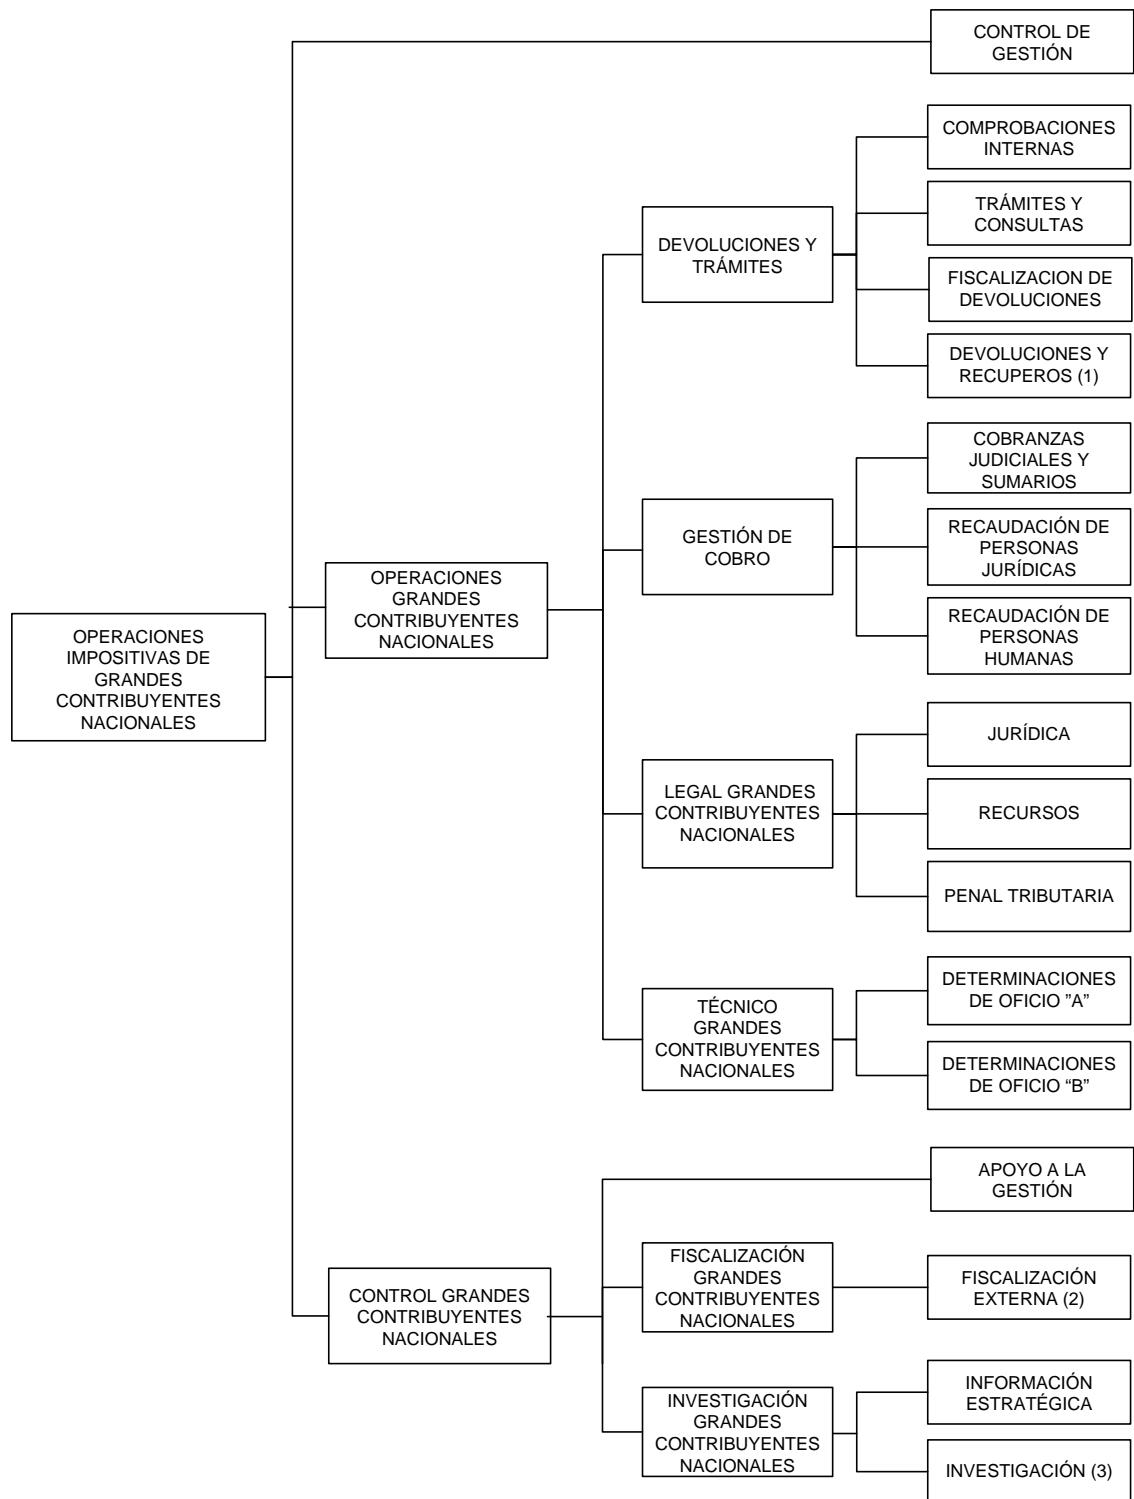 CONTROL DE
GESTIÓN
COMPROBACIONES
INTERNAS
TRÁMITES Y
CONSULTAS
DEVOLUCIONES Y
TRÁMITES
FISCALIZACION DE
DEVOLUCIONES
DEVOLUCIONES Y
RECUPEROS (1)
COBRANZAS
JUDICIALES Y
SUMARIOS
GESTIÓN DE
COBRO
RECAUDACIÓN DE
PERSONAS
JURÍDICAS
RECAUDACIÓN DE
PERSONAS
HUMANAS
OPERACIONES
GRANDES
CONTRIBUYENTES
NACIONALES
OPERACIONES
IMPOSITIVAS DE
GRANDES
CONTRIBUYENTES
NACIONALES
JURÍDICA
LEGAL GRANDES
CONTRIBUYENTES
NACIONALES
RECURSOS
PENAL TRIBUTARIA
DETERMINACIONES
DE OFICIO ”A”
TÉCNICO
GRANDES
CONTRIBUYENTES
NACIONALES
DETERMINACIONES
DE OFICIO “B”
APOYO A LA
GESTIÓN
FISCALIZACIÓN
GRANDES
CONTRIBUYENTES
NACIONALES
FISCALIZACIÓN
EXTERNA (2)
CONTROL GRANDES
CONTRIBUYENTES
NACIONALES
INFORMACIÓN
ESTRATÉGICA
INVESTIGACIÓN
GRANDES
CONTRIBUYENTES
NACIONALES
INVESTIGACIÓN (3)